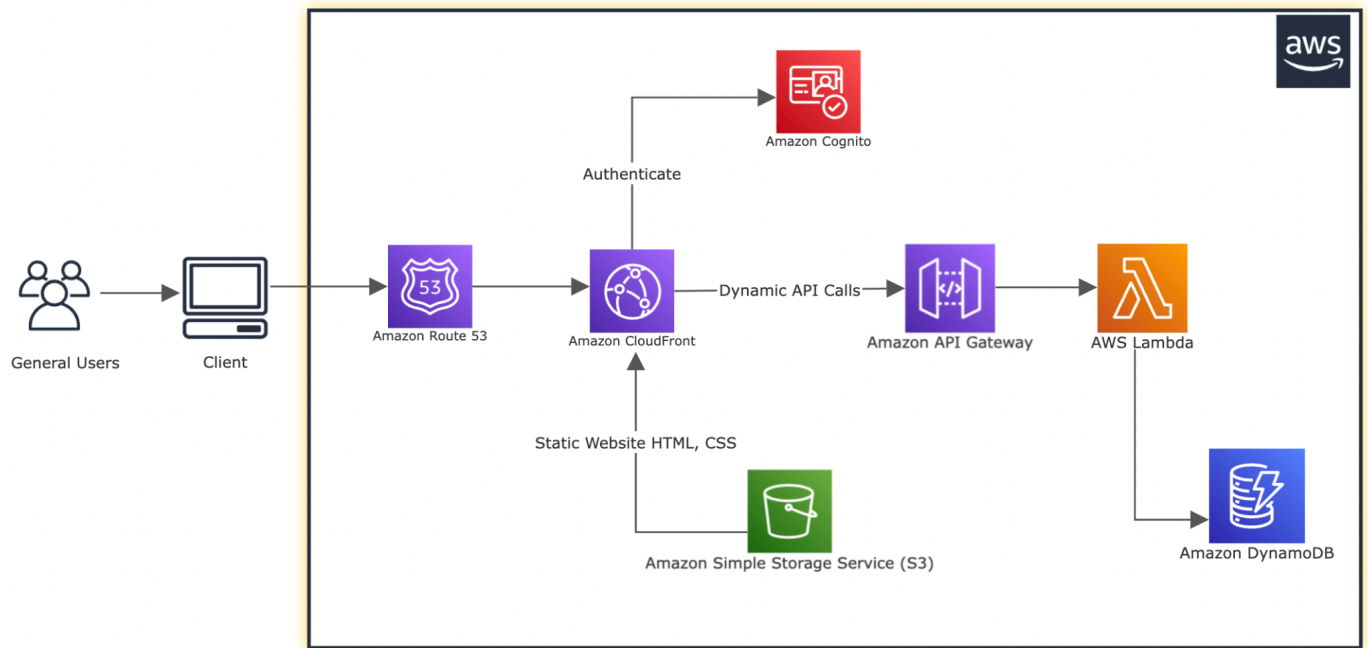 aws
Amazon Cognito
Authenticate
53
Dynamic API Calls
Amazon Route 53
Amazon CloudFront
Amazon API Gateway
AWS Lambda
General Users
Client
Static Website HTML, CSS
Amazon Simple Storage Service (S3)
Amazon DynamoDB